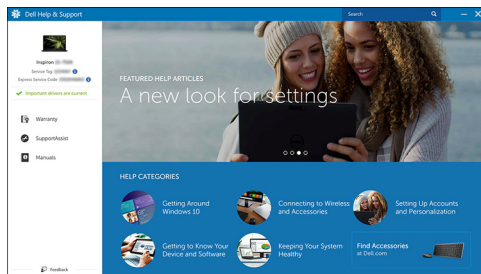 Dell Help & Support
Search
Inspiron
Service Tag
Express Service Code
Important drivers are current
Warranty
SupportAssist
Manuals
Feedback
FEATURED HELP ARTICLES
A new look for settings
HELP CATEGORIES
Getting Around
Windows 10
Connecting to Wireless
and Accessories
Setting Up Accounts
and Personalization
Getting to Know Your
Device and Software
Keeping Your System
Healthy
Find Accessories
at Dell.com